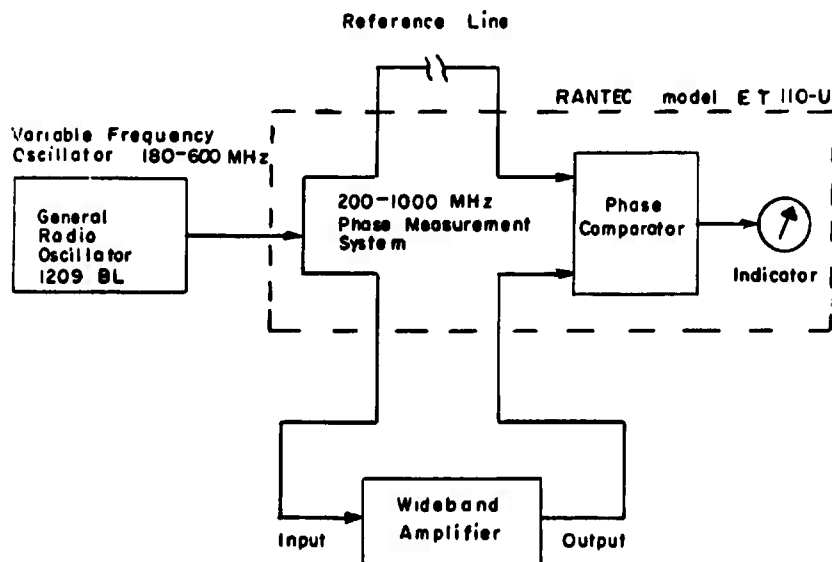 Reference Line
RANTEC model ET 110-U
Variable Frequency
Oscillator 180-600 MHz
General
Radio
Oscillator
1209 BL
200-1000 MHz
Phase Measurement
System
Phase
Comparator
Indicator
Wideband
Amplifier
Input
Output